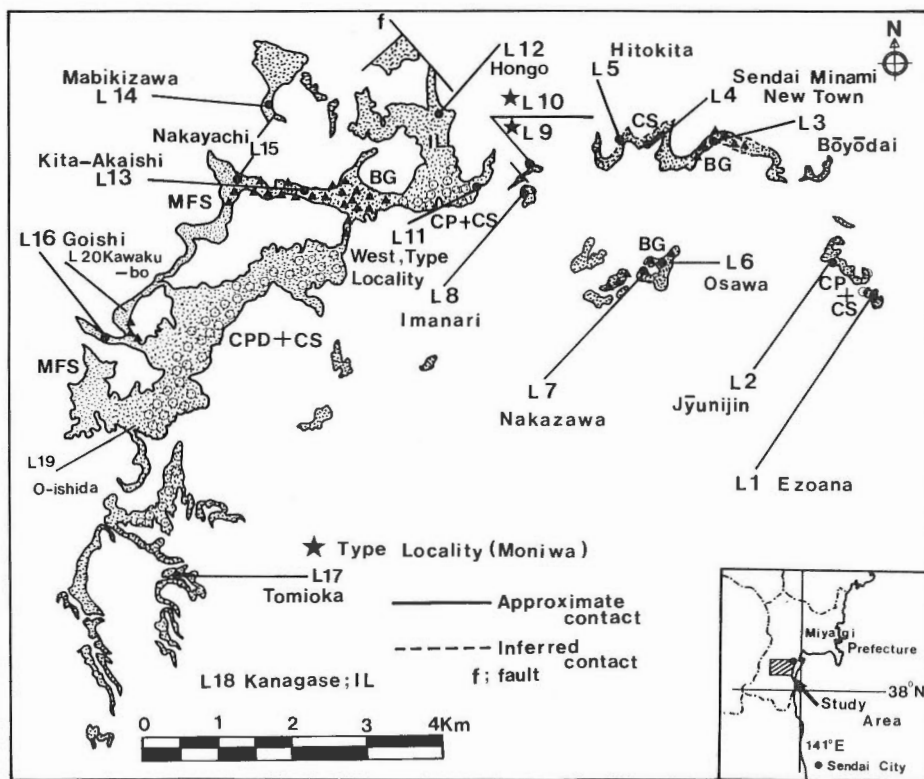 f
N
L12
Hongo
Hitokita
L5
Mabikizawa
L14
L10
Sendai Minami
New Town
L4
CS
L9
L3
Nakayachi
L15
IL
BG
Bōyōdai
Kita-Akaishi
L13
BG
MFS
CP+CS
L11
L16 Goishi
L20 Kawaku
-bo
West, Type
Locality
BG
L6
Osawa
L8
Imanari
CP
+
CS
CPD+CS
MFS
L7
Nakazawa
L2
Jȳunijin
L19
O-ishida
L1 Ezoana
★ Type Locality (Moniwa)
L17
Tomioka
Approximate
contact
Inferred
contact
f; fault
L18 Kanagase; IL
0 1 2 3 4Km
Miyaigi
Prefecture
38°N
Study
Area
141°E
Sendai City